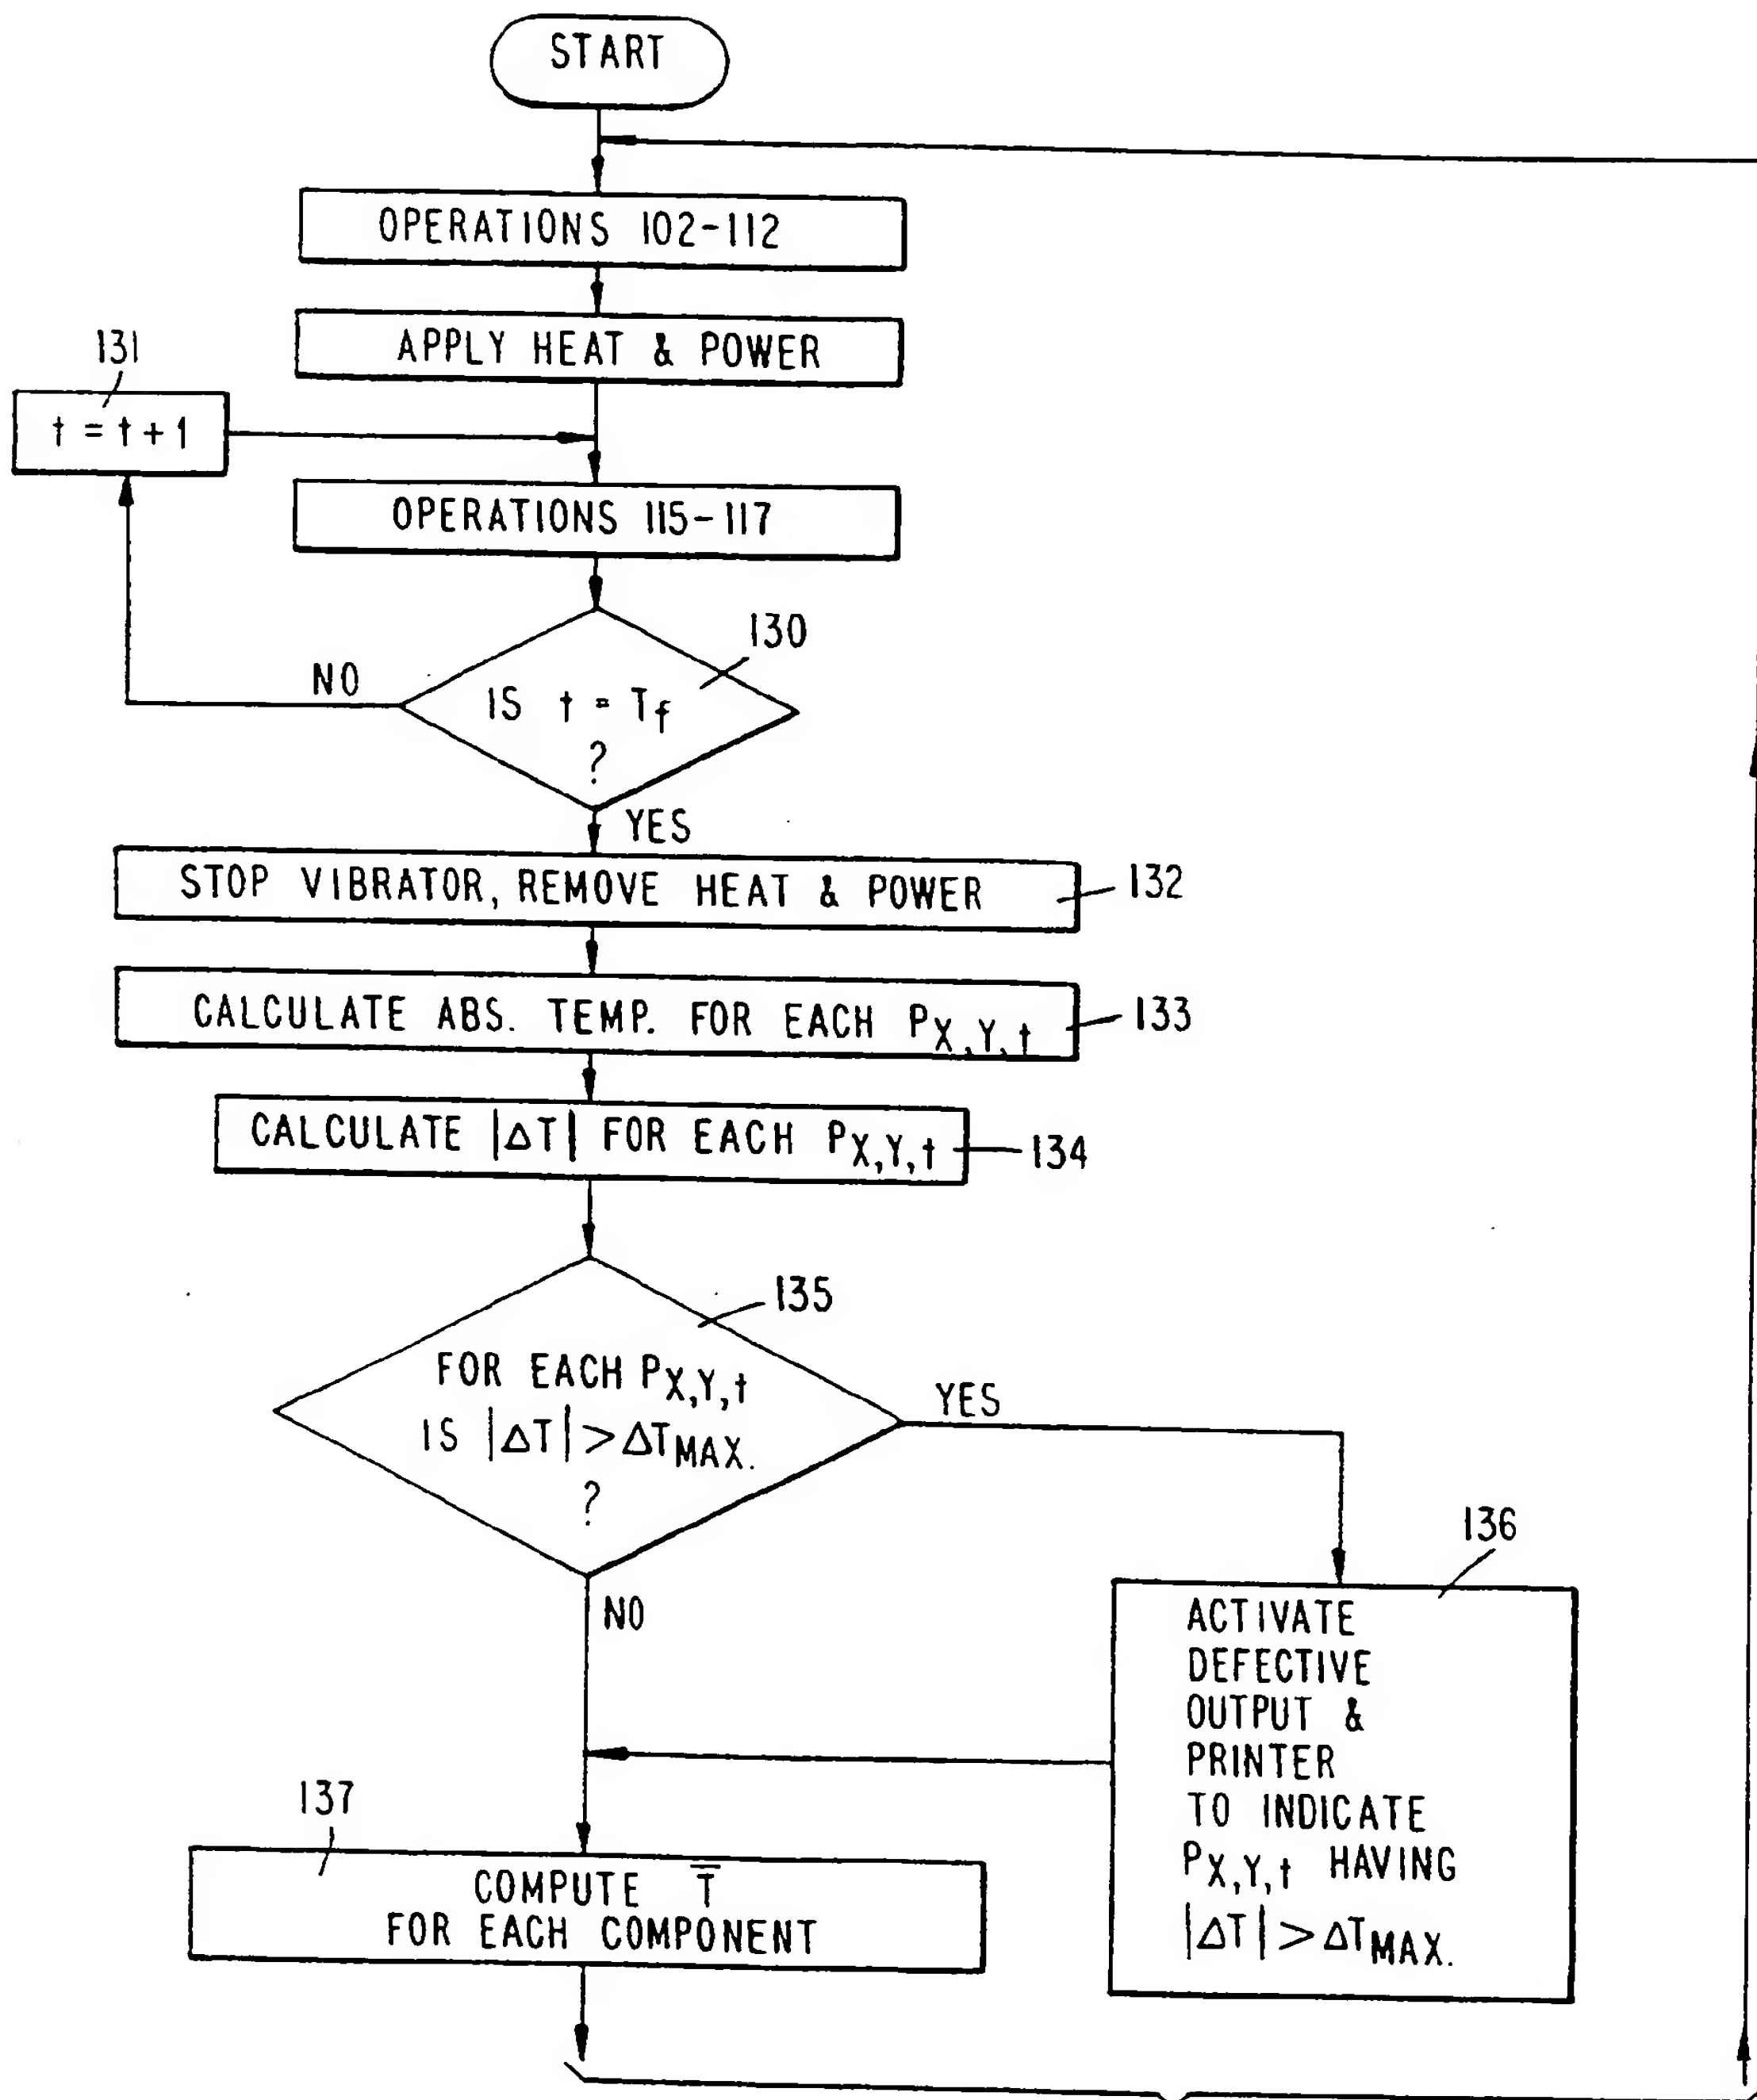 START
OPERATIONS 102-112
APPLY HEAT & POWER
131
t = t + 1
OPERATIONS 115-117
130
NO
IS t = Tf
?
YES
STOP VIBRATOR, REMOVE HEAT & POWER
132
CALCULATE ABS. TEMP. FOR EACH PX,Y,t
133
CALCULATE |ΔT| FOR EACH PX,Y,t
134
135
FOR EACH PX,Y,t
IS |ΔT| > ΔTMAX.
?
YES
NO
136
ACTIVATE
DEFECTIVE
OUTPUT &
PRINTER
TO INDICATE
PX,Y,t HAVING
|ΔT| > ΔTMAX.
137
COMPUTE T̅
FOR EACH COMPONENT